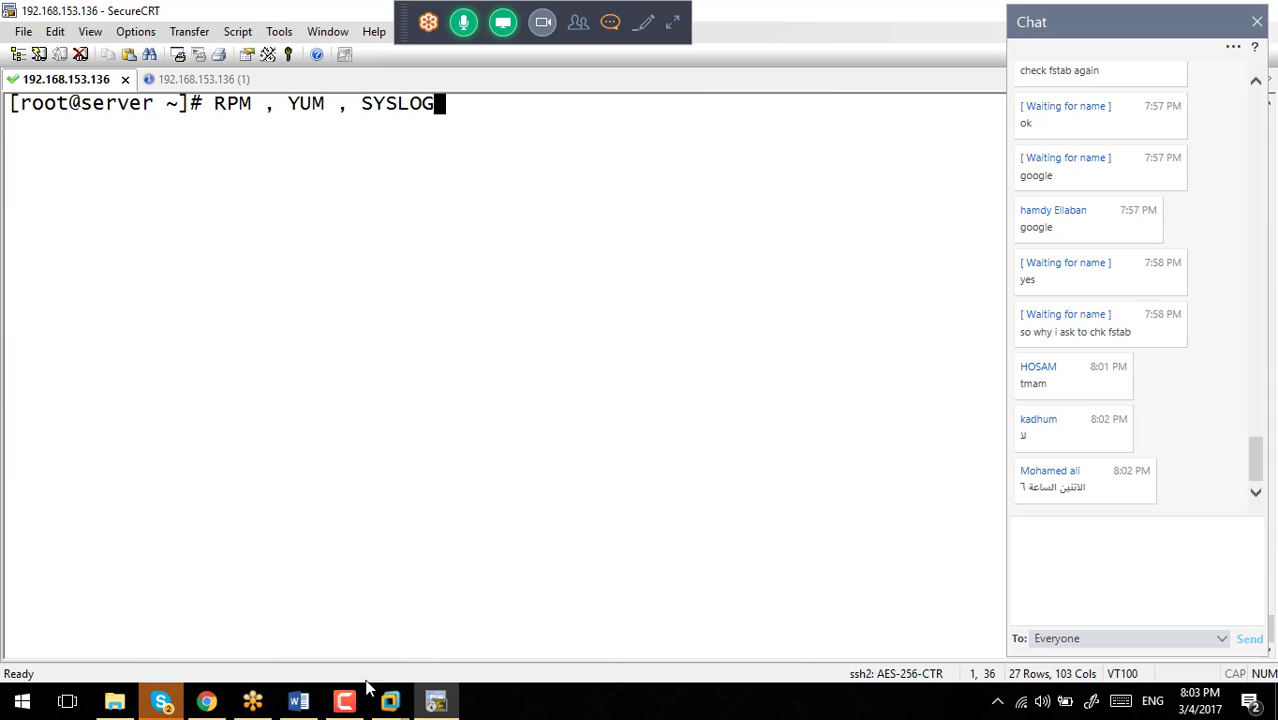 192.168.153.136 - SecureCRT
File Edit View Options Transfer Script Tools Window Help
192.168.153.136 192.168.153.136 (1)
[root@server ~]# RPM , YUM , SYSLOG
Chat
check fstab again
[ Waiting for name ] 7:57 PM
ok
[ Waiting for name ] 7:57 PM
google
hamdy Ellaban 7:57 PM
google
[ Waiting for name ] 7:58 PM
yes
[ Waiting for name ] 7:58 PM
so why i ask to chk fstab
HOSAM 8:01 PM
tmam
kadhum 8:02 PM
لا
Mohamed ali 8:02 PM
الاتنين الساعة ٦
To: Everyone Send
Ready ssh2: AES-256-CTR 1, 36 27 Rows, 103 Cols VT100 CAP NUM
ENG 8:03 PM
3/4/2017